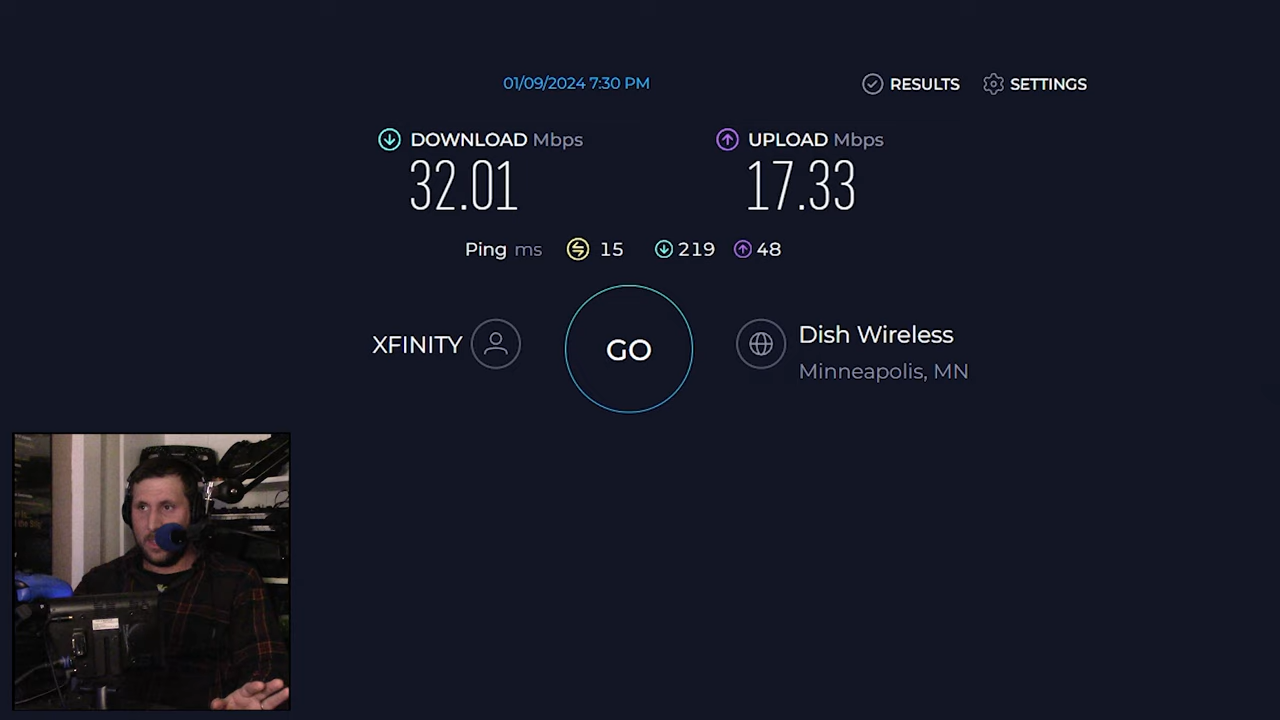 01/09/2024 7:30 PM
RESULTS
SETTINGS
DOWNLOAD Mbps
32.01
UPLOAD Mbps
17.33
Ping ms 15 219 48
XFINITY
GO
Dish Wireless
Minneapolis, MN